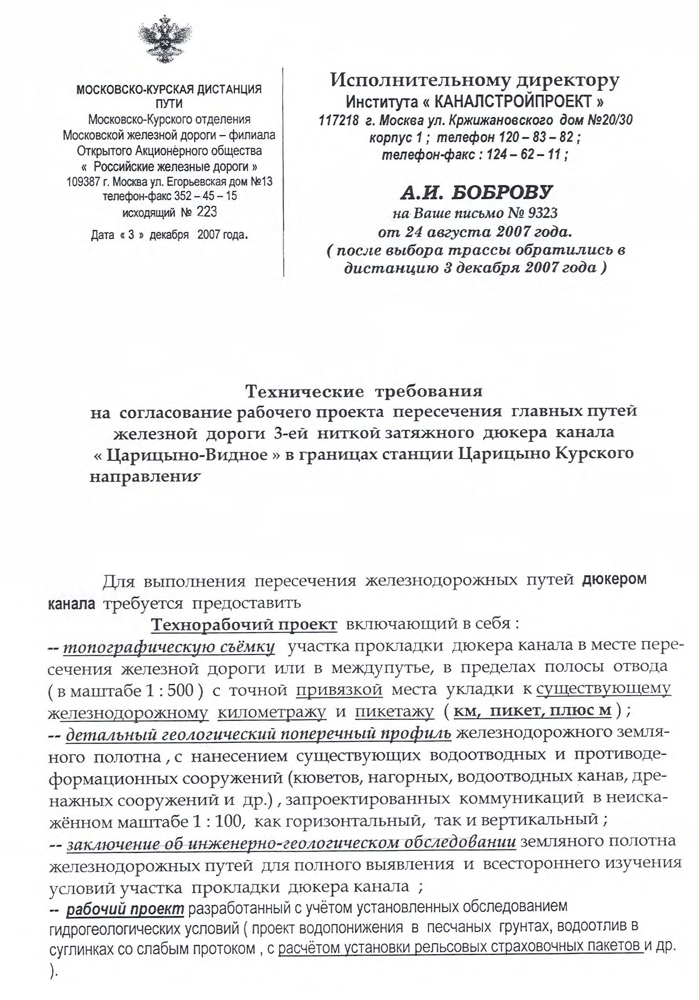 МОСКОВСКО-КУРСКАЯ ДИСТАНЦИЯ
ПУТИ
Московско-Курского отделения
Московской железной дороги – филиала
Открытого Акционерного общества
« Российские железные дороги »
109387 г. Москва ул. Егорьевская дом №13
телефон-факс 352 – 45 – 15
исходящий № 223
Дата « 3 » декабря 2007 года.
Исполнительному директору
Института « КАНАЛСТРОЙПРОЕКТ »
117218 г. Москва ул. Кржижановского дом №20/30
корпус 1 ; телефон 120 – 83 – 82 ;
телефон-факс : 124 – 62 – 11 ;
А.И. БОБРОВУ
на Ваше письмо № 9323
от 24 августа 2007 года.
( после выбора трассы обратились в
дистанцию 3 декабря 2007 года )
Технические требования
на согласование рабочего проекта пересечения главных путей
железной дороги 3-ей ниткой затяжного дюкера канала
« Царицыно-Видное » в границах станции Царицыно Курского
направления
Для выполнения пересечения железнодорожных путей дюкером
канала требуется предоставить
Технорабочий проект включающий в себя :
-- топографическую съёмку участка прокладки дюкера канала в месте пере-
сечения железной дороги или в междупутье, в пределах полосы отвода
( в маштабе 1 : 500 ) с точной привязкой места укладки к существующему
железнодорожному километражу и пикетажу ( км, пикет, плюс м ) ;
-- детальный геологический поперечный профиль железнодорожного земля-
ного полотна , с нанесением существующих водоотводных и противоде-
формационных сооружений (кюветов, нагорных, водоотводных канав, дре-
нажных сооружений и др.) , запроектированных коммуникаций в неиска-
жённом маштабе 1 : 100, как горизонтальный, так и вертикальный ;
-- заключение об инженерно-геологическом обследовании земляного полотна
железнодорожных путей для полного выявления и всестороннего изучения
условий участка прокладки дюкера канала ;
-- рабочий проект разработанный с учётом установленных обследованием
гидрогеологических условий ( проект водопонижения в песчаных грунтах, водоотлив в
суглинках со слабым протоком , с расчётом установки рельсовых страховочных пакетов и др.
).